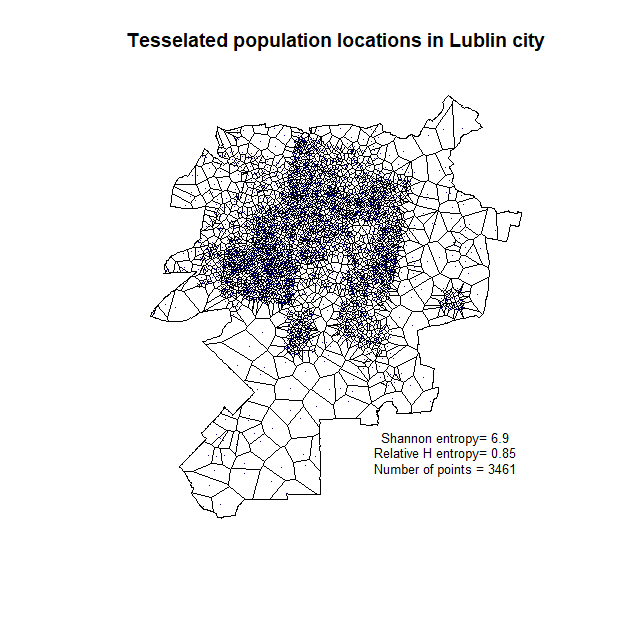 Tesselated population locations in Lublin city
Shannon entropy= 6.9
Relative H entropy= 0.85
Number of points = 3461